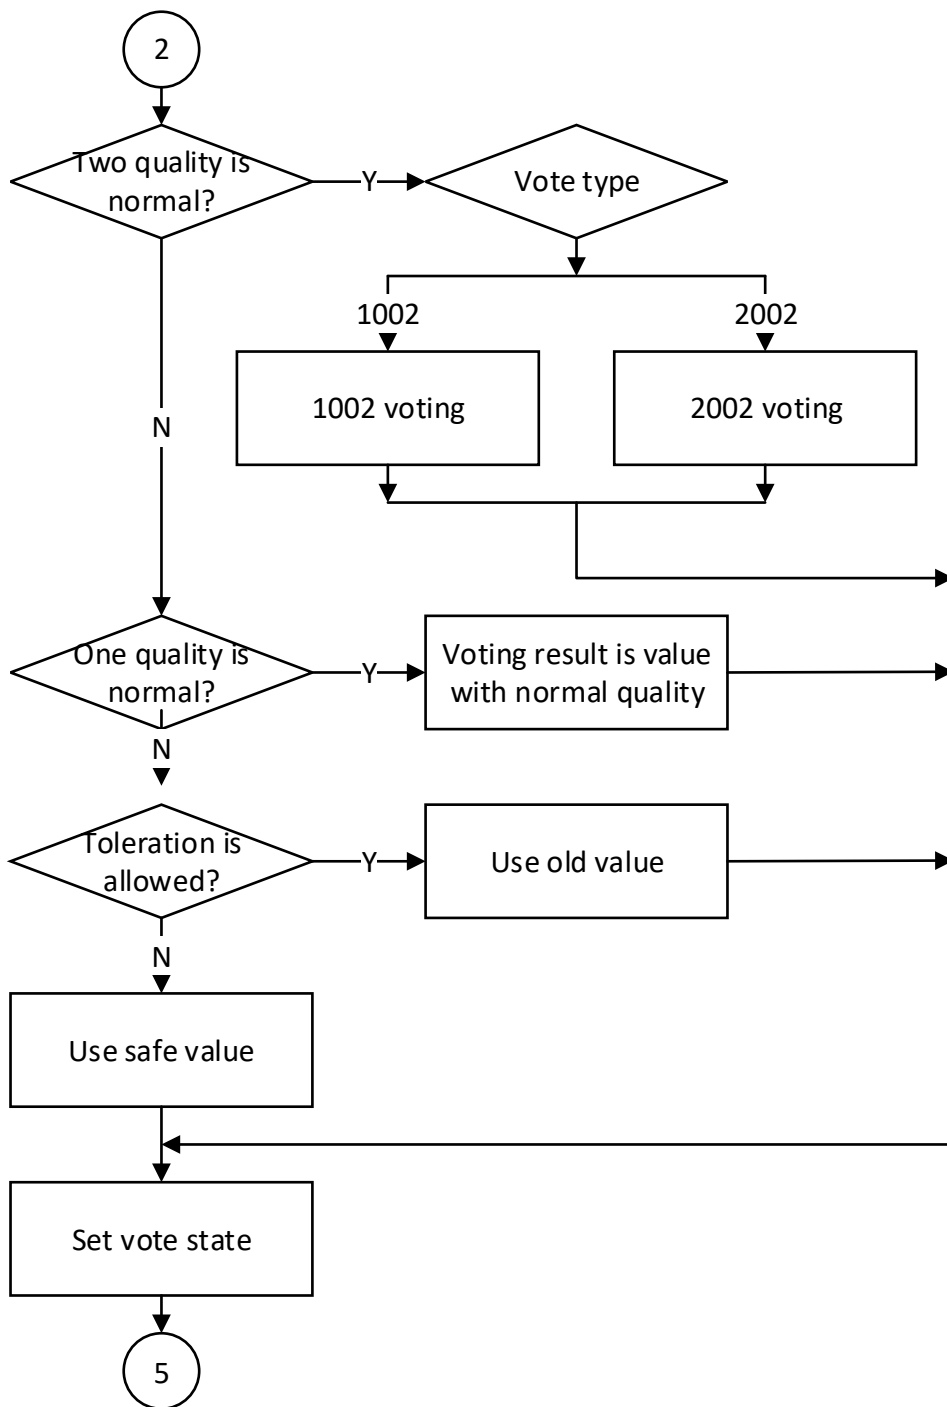 2
Two quality is
normal?
Y
Vote type
1002
2002
1002 voting
2002 voting
N
One quality is
normal?
Y
Voting result is value
with normal quality
N
Toleration is
allowed?
Y
Use old value
N
Use safe value
Set vote state
5